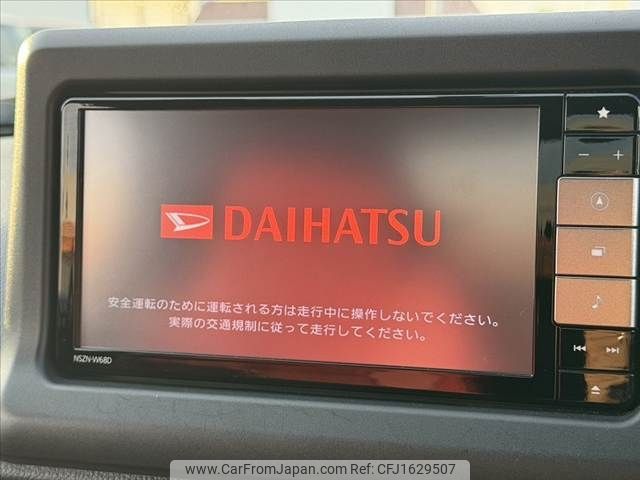 DAIHATSU
安全運転のために運転される方は走行中に操作しないでください。
実際の交通規制に従って走行してください。
NSZN-W68D
www.CarFromJapan.com - CFJ1629507